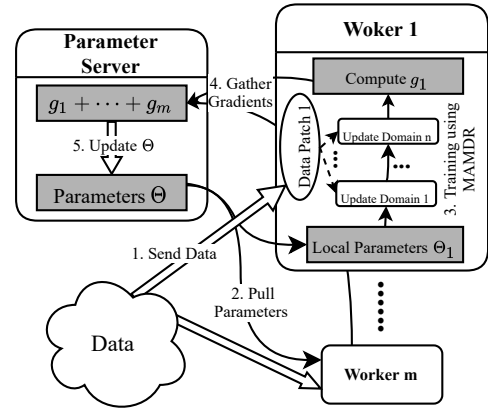 Parameter
Server
g₁ + ··· + gₘ
5. Update Θ
Parameters Θ
4. Gather
Gradients
Woker 1
Compute g₁
Data Patch 1
Update Domain n
...
...
Update Domain 1
3. Training using
MAMDR
Local Parameters Θ₁
1. Send Data
2. Pull
Parameters
Data
Worker m